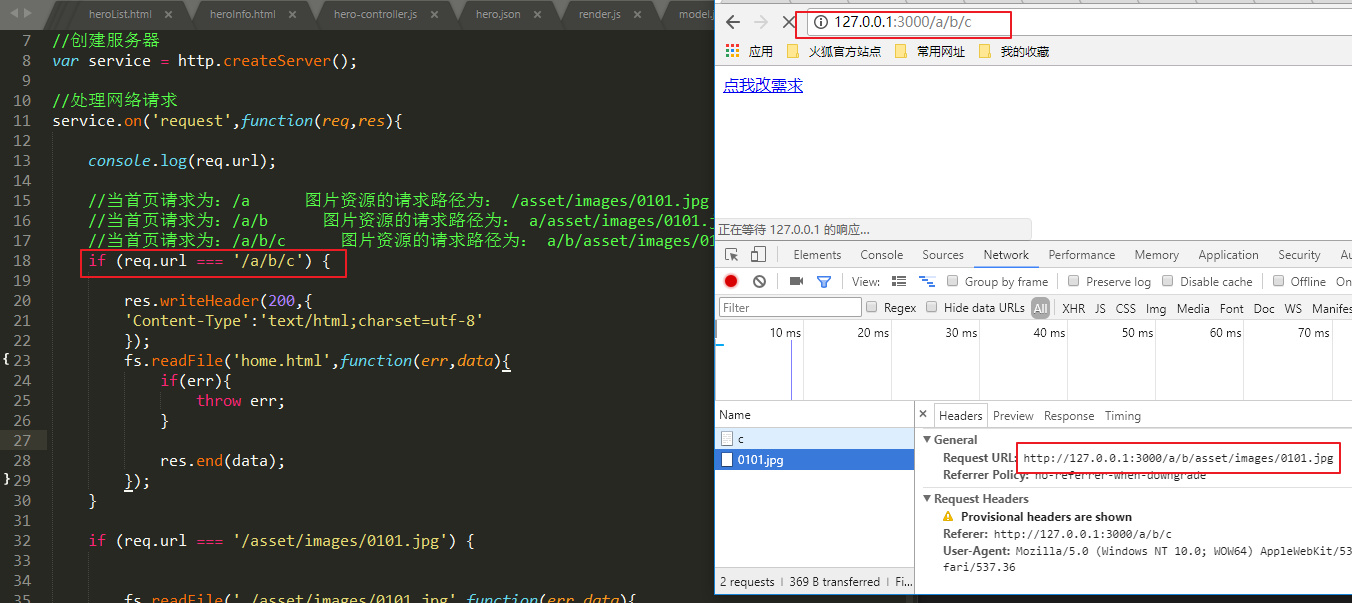 heroList.html × heroInfo.html × hero-controller.js × hero.json × render.js × model.j
7 //创建服务器
8 var service = http.createServer();
9
10 //处理网络请求
11 service.on('request',function(req,res){
12
13 console.log(req.url);
14
15 //当首页请求为: /a 图片资源的请求路径为: /asset/images/0101.jpg
16 //当首页请求为: /a/b 图片资源的请求路径为: a/asset/images/0101.j
17 //当首页请求为: /a/b/c 图片资源的请求路径为: a/b/asset/images/01
18 if (req.url === '/a/b/c') {
19
20 res.writeHeader(200,{
21 'Content-Type':'text/html;charset=utf-8'
22 });
23 fs.readFile('home.html',function(err,data){
24 if(err){
25 throw err;
26 }
27
28 res.end(data);
29 });
30 }
31
32 if (req.url === '/asset/images/0101.jpg') {
33
34
35 fs.readFile('./asset/images/0101.jpg',function(err,data){
127.0.0.1:3000/a/b/c
应用 火狐官方站点 常用网址 我的收藏
点我改需求
正在等待 127.0.0.1 的响应...
Elements Console Sources Network Performance Memory Application Security Au
View: Group by frame Preserve log Disable cache Offline On
Filter Regex Hide data URLs All XHR JS CSS Img Media Font Doc WS Manifes
10 ms 20 ms 30 ms 40 ms 50 ms 60 ms 70 ms
Name
c
0101.jpg
2 requests | 369 B transferred | Fi...
× Headers Preview Response Timing
General
Request URL: http://127.0.0.1:3000/a/b/asset/images/0101.jpg
Referrer Policy: no-referrer-when-downgrade
Request Headers
Provisional headers are shown
Referer: http://127.0.0.1:3000/a/b/c
User-Agent: Mozilla/5.0 (Windows NT 10.0; WOW64) AppleWebKit/53
fari/537.36